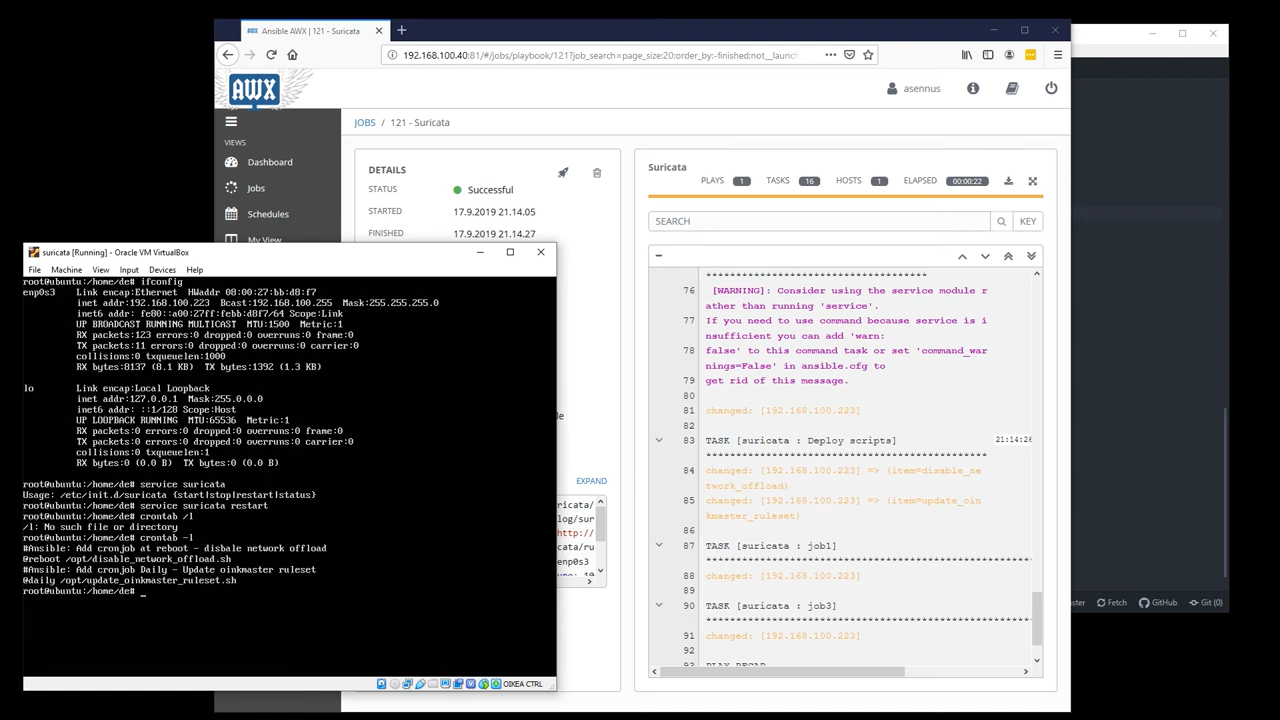 Ansible AWX | 121 - Suricata
192.168.100.40:81/#/jobs/playbook/121?job_search=page_size:20;order_by:-finished;not__launch
AWX
asennus
VIEWS
Dashboard
Jobs
Schedules
My View
JOBS / 121 - Suricata
DETAILS
STATUS Successful
STARTED 17.9.2019 21.14.05
FINISHED 17.9.2019 21.14.27
EXPAND
ricata/
log/sur
http://
cata/ru
enp0s3
Suricata
PLAYS 1 TASKS 16 HOSTS 1 ELAPSED 00:00:22
SEARCH
KEY
*************************************
76 [WARNING]: Consider using the service module r
ather than running 'service'.
77 If you need to use command because service is i
nsufficient you can add 'warn:
78 false' to this command task or set 'command_war
nings=False' in ansible.cfg to
79 get rid of this message.
80
81 changed: [192.168.100.223]
82
83 TASK [suricata : Deploy scripts] 21:14:26
84 changed: [192.168.100.223] => (item=disable_ne
twork_offload)
85 changed: [192.168.100.223] => (item=update_oin
kmaster_ruleset)
86
87 TASK [suricata : job1]
88 changed: [192.168.100.223]
89
90 TASK [suricata : job3]
91 changed: [192.168.100.223]
92
93 PLAY RECAP
suricata [Running] - Oracle VM VirtualBox
File Machine View Input Devices Help
root@ubuntu:/home/de# ifconfig
enp0s3 Link encap:Ethernet HWaddr 08:00:27:bb:d8:f7
inet addr:192.168.100.223 Bcast:192.168.100.255 Mask:255.255.255.0
inet6 addr: fe80::a00:27ff:febb:d8f7/64 Scope:Link
UP BROADCAST RUNNING MULTICAST MTU:1500 Metric:1
RX packets:123 errors:0 dropped:0 overruns:0 frame:0
TX packets:11 errors:0 dropped:0 overruns:0 carrier:0
collisions:0 txqueuelen:1000
RX bytes:8137 (8.1 KB) TX bytes:1392 (1.3 KB)
lo Link encap:Local Loopback
inet addr:127.0.0.1 Mask:255.0.0.0
inet6 addr: ::1/128 Scope:Host
UP LOOPBACK RUNNING MTU:65536 Metric:1
RX packets:0 errors:0 dropped:0 overruns:0 frame:0
TX packets:0 errors:0 dropped:0 overruns:0 carrier:0
collisions:0 txqueuelen:1
RX bytes:0 (0.0 B) TX bytes:0 (0.0 B)
root@ubuntu:/home/de# service suricata
Usage: /etc/init.d/suricata {start|stop|restart|status}
root@ubuntu:/home/de# service suricata restart
root@ubuntu:/home/de# crontab /l
/l: No such file or directory
root@ubuntu:/home/de# crontab -l
#Ansible: Add cronjob at reboot - disbale network offload
@reboot /opt/disable_network_offload.sh
#Ansible: Add cronjob Daily - Update oinkmaster ruleset
@daily /opt/update_oinkmaster_ruleset.sh
root@ubuntu:/home/de# _
OIKEA CTRL
ster Fetch GitHub Git (0)